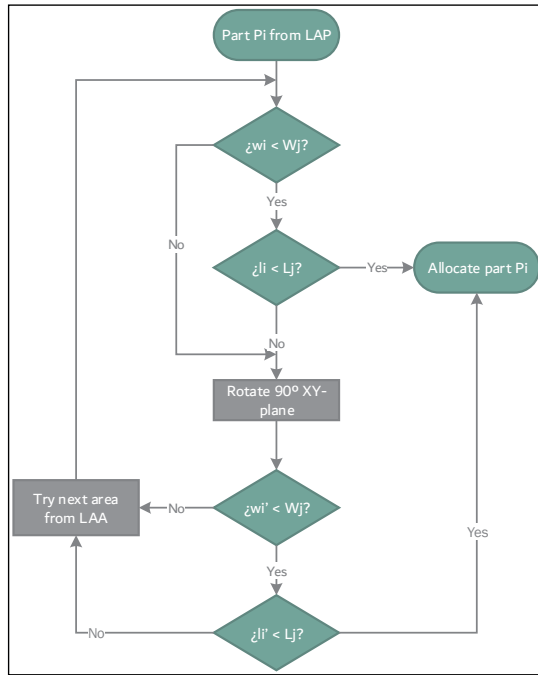 Part Pi from LAP
¿wi < Wj?
Yes
No
¿li < Lj?
Yes
Allocate part Pi
No
Rotate 90º XY-
plane
Try next area
from LAA
No
¿wi' < Wj?
Yes
Yes
No
¿li' < Lj?